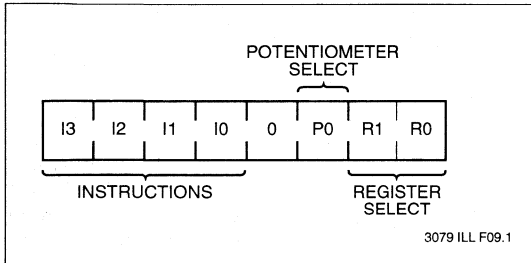 POTENTIOMETER
SELECT
I3 I2 I1 I0 0 P0 R1 R0
INSTRUCTIONS
REGISTER
SELECT
3079 ILL F09.1